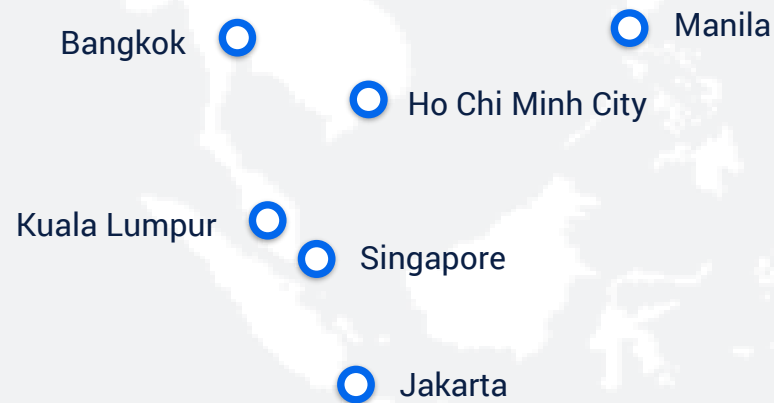 Manila
Bangkok
Ho Chi Minh City
Kuala Lumpur
Singapore
Jakarta